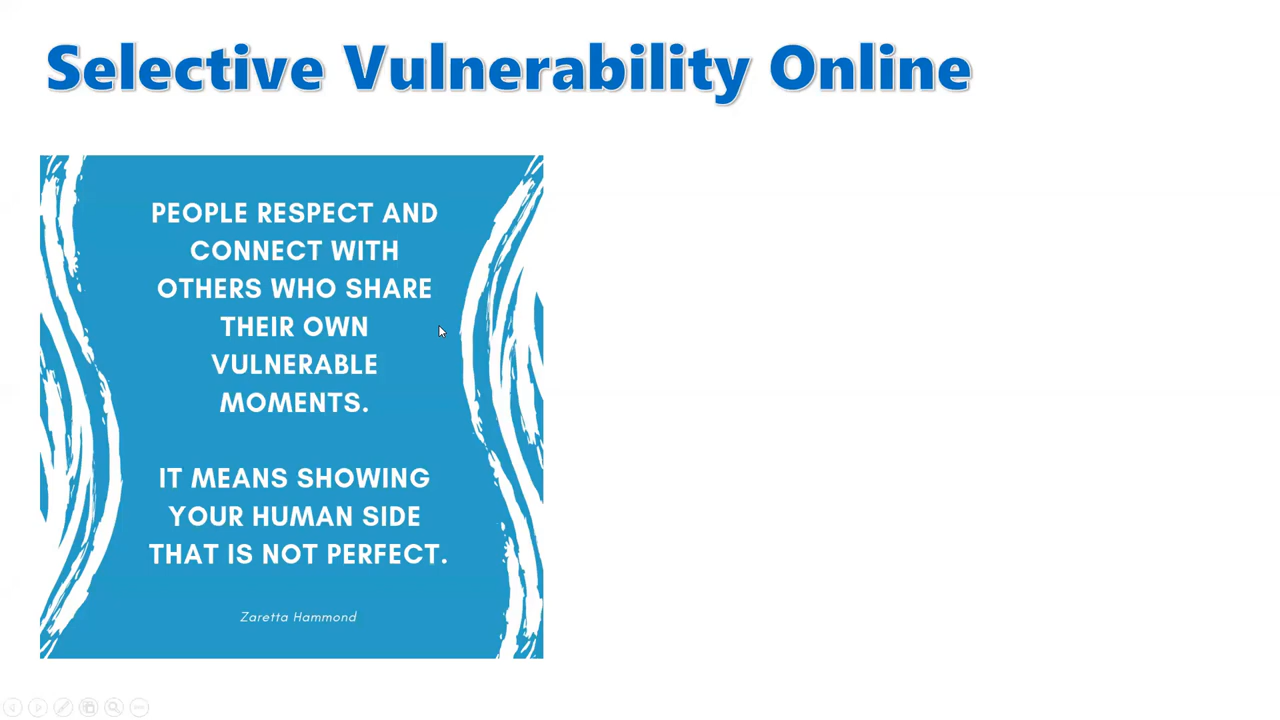 Selective Vulnerability Online
PEOPLE RESPECT AND
CONNECT WITH
OTHERS WHO SHARE
THEIR OWN
VULNERABLE
MOMENTS.
IT MEANS SHOWING
YOUR HUMAN SIDE
THAT IS NOT PERFECT.
Zaretta Hammond